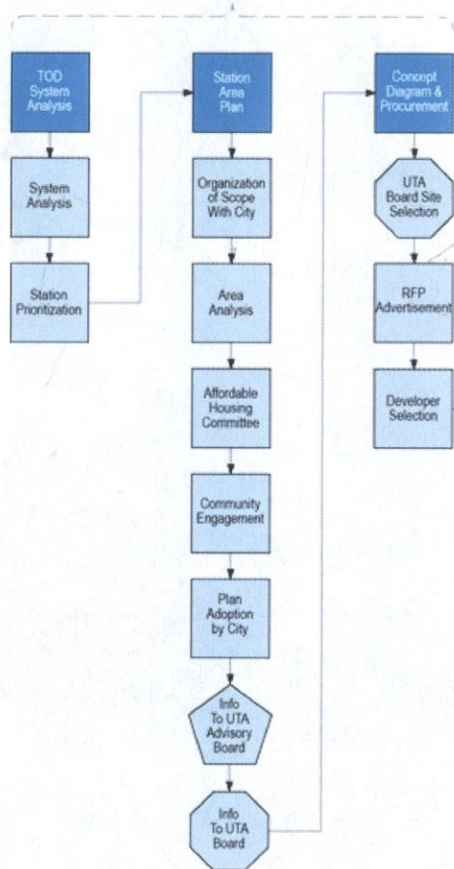 TOD
System
Analysis
System
Analysis
Station
Prioritization
Station
Area
Plan
Organization
of Scope
With City
Area
Analysis
Affordable
Housing
Committee
Community
Engagement
Plan
Adoption
by City
Info
To UTA
Advisory
Board
Info
To UTA
Board
Concept
Diagram &
Procurement
UTA
Board Site
Selection
RFP
Advertisement
Developer
Selection